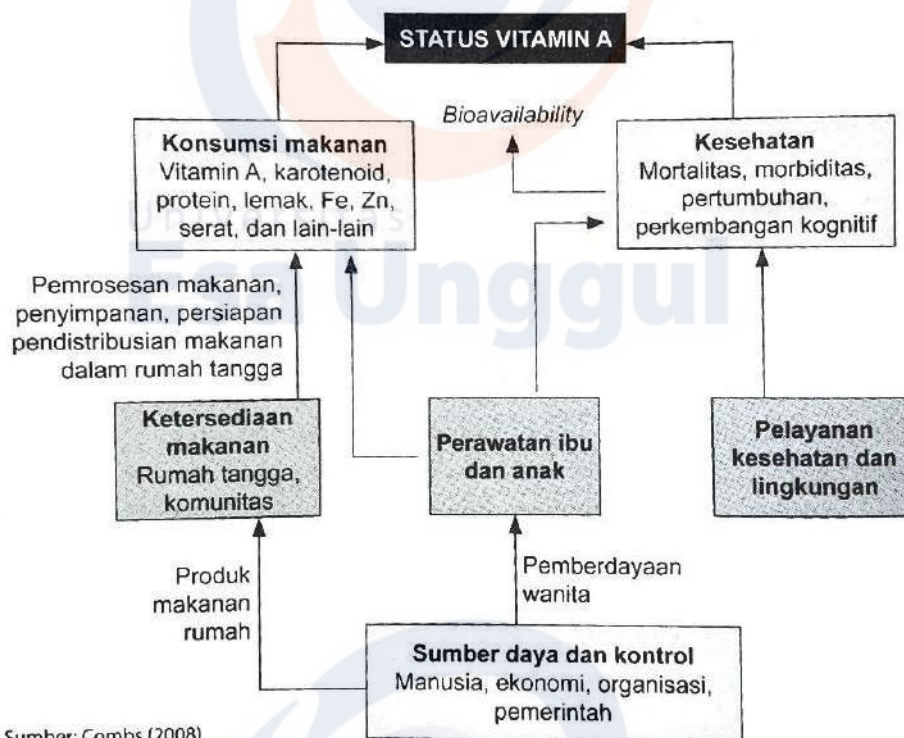 STATUS VITAMIN A
Bioavailability
Konsumsi makanan
Vitamin A, karotenoid,
protein, lemak, Fe, Zn,
serat, dan lain-lain
Kesehatan
Mortalitas, morbiditas,
pertumbuhan,
perkembangan kognitif
Universitas
Esa Unggul
Pemrosesan makanan,
penyimpanan, persiapan
pendistribusian makanan
dalam rumah tangga
Ketersediaan
makanan
Rumah tangga,
komunitas
Perawatan ibu
dan anak
Pelayanan
kesehatan dan
lingkungan
Produk
makanan
rumah
Pemberdayaan
wanita
Sumber daya dan kontrol
Manusia, ekonomi, organisasi,
pemerintah
Sumber: Combs (2008)